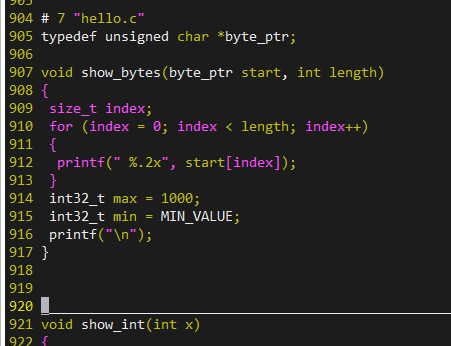 904 # 7 "hello.c"
905 typedef unsigned char *byte_ptr;
906
907 void show_bytes(byte_ptr start, int length)
908 {
909  size_t index;
910  for (index = 0; index < length; index++)
911  {
912   printf(" %.2x", start[index]);
913  }
914  int32_t max = 1000;
915  int32_t min = MIN_VALUE;
916  printf("\n");
917 }
918
919
920
921 void show_int(int x)
922 {